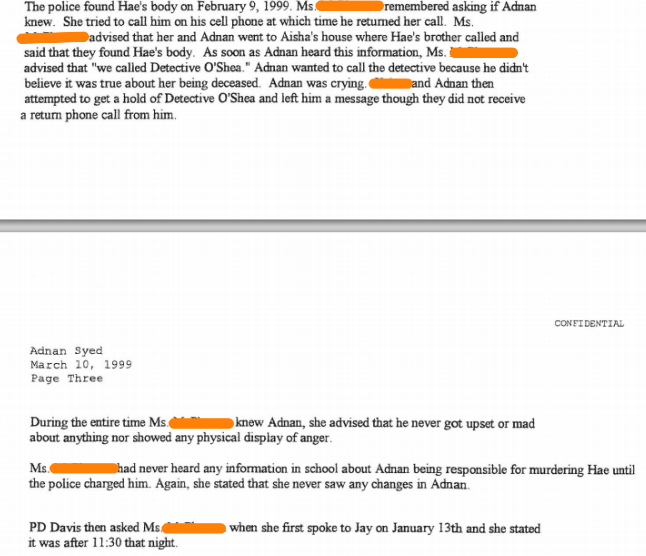 The police found Hae's body on February 9, 1999. Ms. remembered asking if Adnan
knew. She tried to call him on his cell phone at which time he returned her call. Ms.
advised that her and Adnan went to Aisha's house where Hae's brother called and
said that they found Hae's body. As soon as Adnan heard this information, Ms.
advised that "we called Detective O'Shea." Adnan wanted to call the detective because he didn't
believe it was true about her being deceased. Adnan was crying. and Adnan then
attempted to get a hold of Detective O'Shea and left him a message though they did not receive
a return phone call from him.
CONFIDENTIAL
Adnan Syed
March 10, 1999
Page Three
During the entire time Ms. knew Adnan, she advised that he never got upset or mad
about anything nor showed any physical display of anger.
Ms. had never heard any information in school about Adnan being responsible for murdering Hae until
the police charged him. Again, she stated that she never saw any changes in Adnan.
PD Davis then asked Ms. when she first spoke to Jay on January 13th and she stated
it was after 11:30 that night.